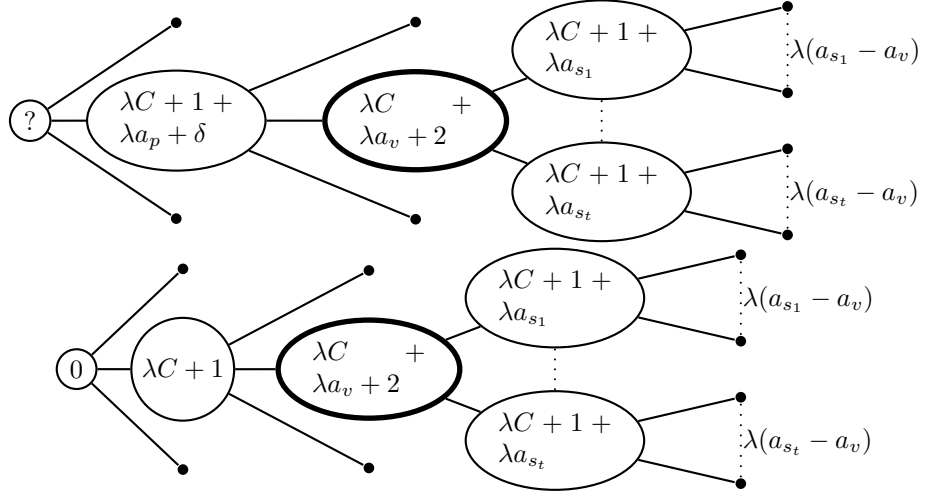 λC + 1 +
λa_{s_1}
λ(a_{s_1} − a_v)
?
λC + 1 +
λa_p + δ
λC +
λa_v + 2
λC + 1 +
λa_{s_t}
λ(a_{s_t} − a_v)
λC + 1 +
λa_{s_1}
λ(a_{s_1} − a_v)
0
λC + 1
λC +
λa_v + 2
λC + 1 +
λa_{s_t}
λ(a_{s_t} − a_v)